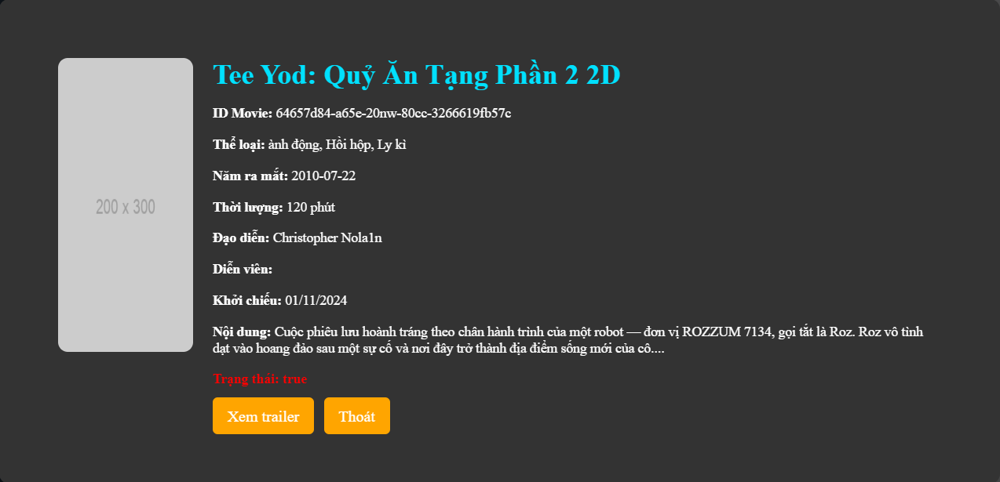 Tee Yod: Quỷ Ăn Tạng Phần 2 2D
ID Movie: 64657d84-a65e-20nw-80cc-3266619fb57c
Thể loại: ành động, Hồi hộp, Ly kì
Năm ra mắt: 2010-07-22
Thời lượng: 120 phút
Đạo diễn: Christopher Nola1n
Diễn viên:
Khởi chiếu: 01/11/2024
Nội dung: Cuộc phiêu lưu hoành tráng theo chân hành trình của một robot — đơn vị ROZZUM 7134, gọi tắt là Roz. Roz vô tình
dạt vào hoang đảo sau một sự cố và nơi đây trở thành địa điểm sống mới của cô....
Trạng thái: true
200 x 300
Xem trailer
Thoát